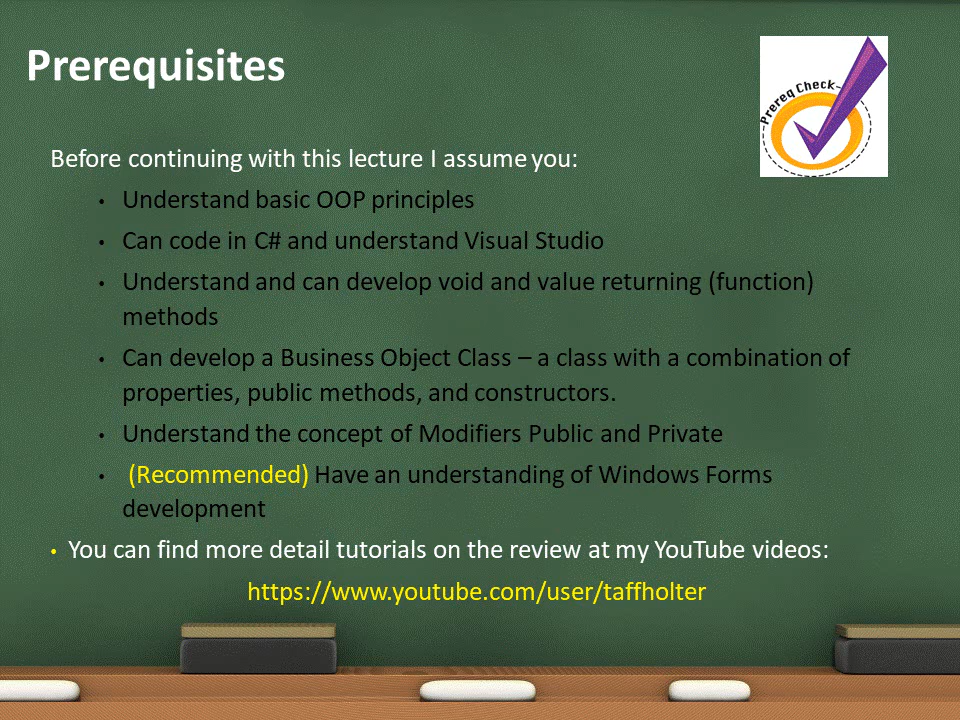 Prerequisites
Prereq Check
Before continuing with this lecture I assume you:
• Understand basic OOP principles
• Can code in C# and understand Visual Studio
• Understand and can develop void and value returning (function)
methods
• Can develop a Business Object Class – a class with a combination of
properties, public methods, and constructors.
• Understand the concept of Modifiers Public and Private
• (Recommended) Have an understanding of Windows Forms
development
• You can find more detail tutorials on the review at my YouTube videos:
https://www.youtube.com/user/taffholter